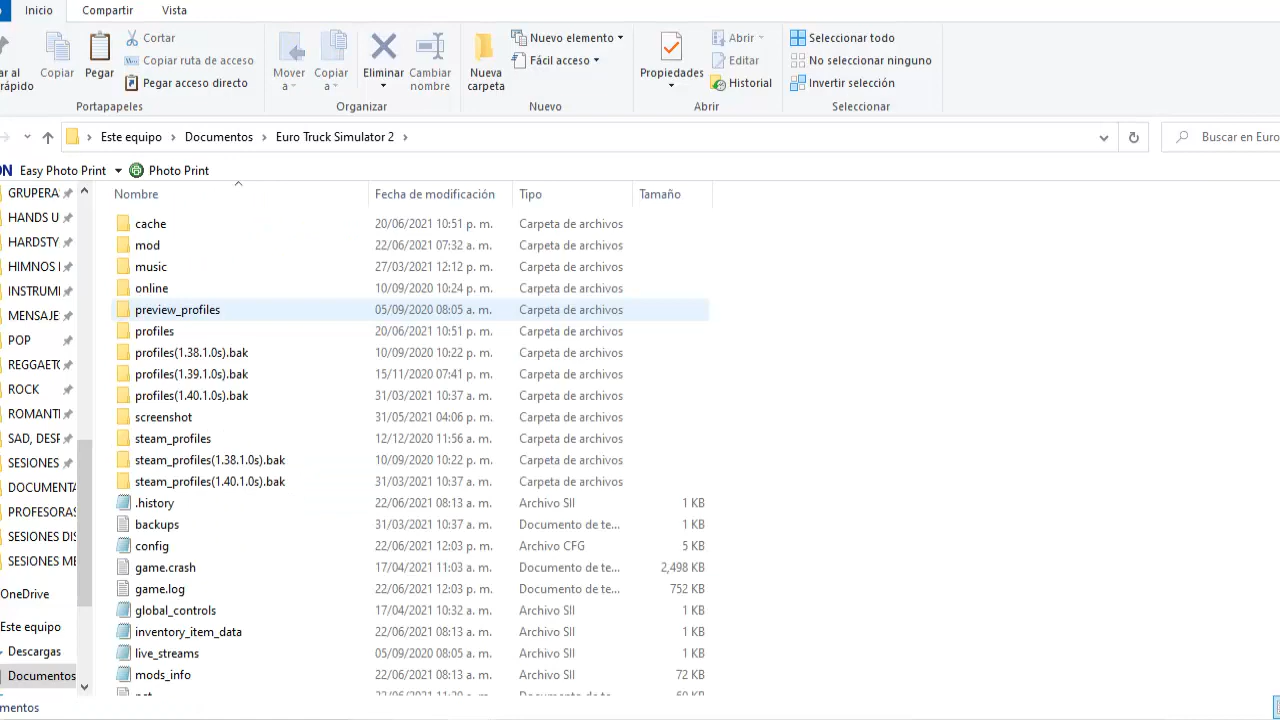 Inicio Compartir Vista
Cortar
Copiar ruta de acceso
Pegar acceso directo
Copiar Pegar
Portapapeles
Mover a Copiar a Eliminar Cambiar nombre
Organizar
Nueva carpeta
Nuevo elemento
Fácil acceso
Nuevo
Propiedades
Abrir
Editar
Historial
Abrir
Seleccionar todo
No seleccionar ninguno
Invertir selección
Seleccionar
Este equipo > Documentos > Euro Truck Simulator 2 >
Buscar en Euro
Easy Photo Print Photo Print
Nombre Fecha de modificación Tipo Tamaño
GRUPERA
HANDS U
HARDSTY
HIMNOS
INSTRUM
MENSAJE
POP
REGGAET
ROCK
ROMANTI
SAD, DESP
SESIONES
DOCUMENTA
PROFESORAS
SESIONES DIS
SESIONES ME
OneDrive
Este equipo
Descargas
Documentos
cache 20/06/2021 10:51 p. m. Carpeta de archivos
mod 22/06/2021 07:32 a. m. Carpeta de archivos
music 27/03/2021 12:12 p. m. Carpeta de archivos
online 10/09/2020 10:24 p. m. Carpeta de archivos
preview_profiles 05/09/2020 08:05 a. m. Carpeta de archivos
profiles 20/06/2021 10:51 p. m. Carpeta de archivos
profiles(1.38.1.0s).bak 10/09/2020 10:22 p. m. Carpeta de archivos
profiles(1.39.1.0s).bak 15/11/2020 07:41 p. m. Carpeta de archivos
profiles(1.40.1.0s).bak 31/03/2021 10:37 a. m. Carpeta de archivos
screenshot 31/05/2021 04:06 p. m. Carpeta de archivos
steam_profiles 12/12/2020 11:56 a. m. Carpeta de archivos
steam_profiles(1.38.1.0s).bak 10/09/2020 10:22 p. m. Carpeta de archivos
steam_profiles(1.40.1.0s).bak 31/03/2021 10:37 a. m. Carpeta de archivos
.history 22/06/2021 08:13 a. m. Archivo SII 1 KB
backups 31/03/2021 10:37 a. m. Documento de te... 1 KB
config 22/06/2021 12:03 p. m. Archivo CFG 5 KB
game.crash 17/04/2021 11:03 a. m. Documento de te... 2,498 KB
game.log 22/06/2021 12:03 p. m. Documento de te... 752 KB
global_controls 17/04/2021 10:32 a. m. Archivo SII 1 KB
inventory_item_data 22/06/2021 08:13 a. m. Archivo SII 1 KB
live_streams 05/09/2020 08:05 a. m. Archivo SII 1 KB
mods_info 22/06/2021 08:13 a. m. Archivo SII 72 KB
mentos